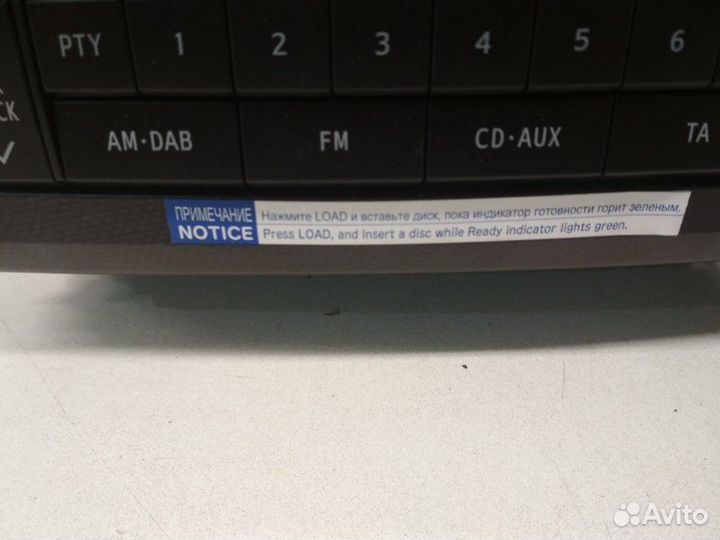 PTY 1 2 3 4 5 6
CK
AM·DAB FM CD·AUX TA
ПРИМЕЧАНИЕ Нажмите LOAD и вставьте диск, пока индикатор готовности горит зеленым.
NOTICE Press LOAD, and insert a disc while Ready indicator lights green.
Avito